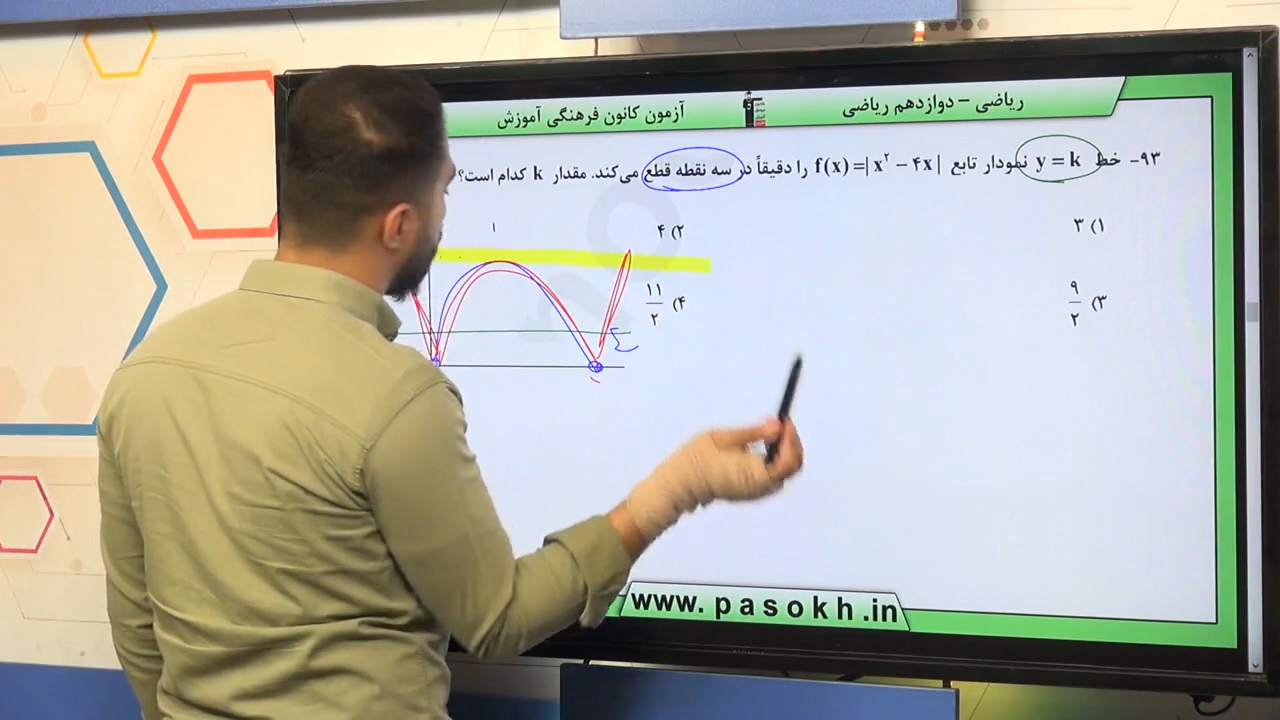 ریاضی – دوازدهم ریاضی
آزمون کانون فرهنگی آموزش
۹۳- خط y = k نمودار تابع f(x) =| x² − ۴x | را دقیقاً در سه نقطه قطع می‌کند. مقدار k کدام است؟
۱) ۳
۲) ۴
۳) ۹/۲
۴) ۱۱/۲
www.pasokh.in